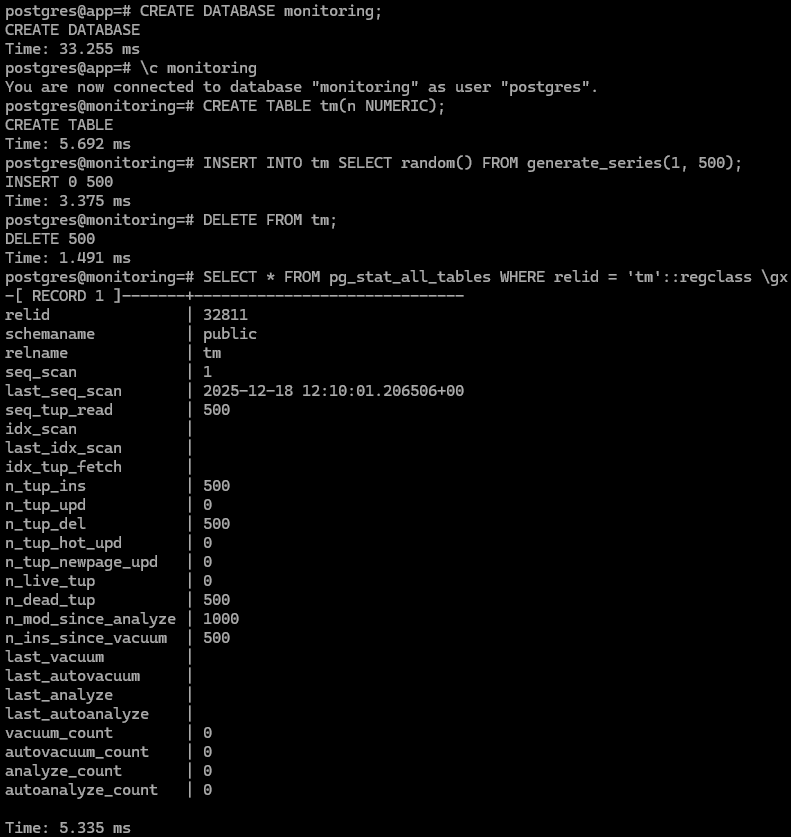 postgres@app=# CREATE DATABASE monitoring;
CREATE DATABASE
Time: 33.255 ms
postgres@app=# \c monitoring
You are now connected to database "monitoring" as user "postgres".
postgres@monitoring=# CREATE TABLE tm(n NUMERIC);
CREATE TABLE
Time: 5.692 ms
postgres@monitoring=# INSERT INTO tm SELECT random() FROM generate_series(1, 500);
INSERT 0 500
Time: 3.375 ms
postgres@monitoring=# DELETE FROM tm;
DELETE 500
Time: 1.491 ms
postgres@monitoring=# SELECT * FROM pg_stat_all_tables WHERE relid = 'tm'::regclass \gx
-[ RECORD 1 ]-------+------------------------------
relid               | 32811
schemaname          | public
relname             | tm
seq_scan            | 1
last_seq_scan       | 2025-12-18 12:10:01.206506+00
seq_tup_read        | 500
idx_scan            |
last_idx_scan       |
idx_tup_fetch       |
n_tup_ins           | 500
n_tup_upd           | 0
n_tup_del           | 500
n_tup_hot_upd       | 0
n_tup_newpage_upd   | 0
n_live_tup          | 0
n_dead_tup          | 500
n_mod_since_analyze | 1000
n_ins_since_vacuum  | 500
last_vacuum         |
last_autovacuum     |
last_analyze        |
last_autoanalyze    |
vacuum_count        | 0
autovacuum_count    | 0
analyze_count       | 0
autoanalyze_count   | 0

Time: 5.335 ms